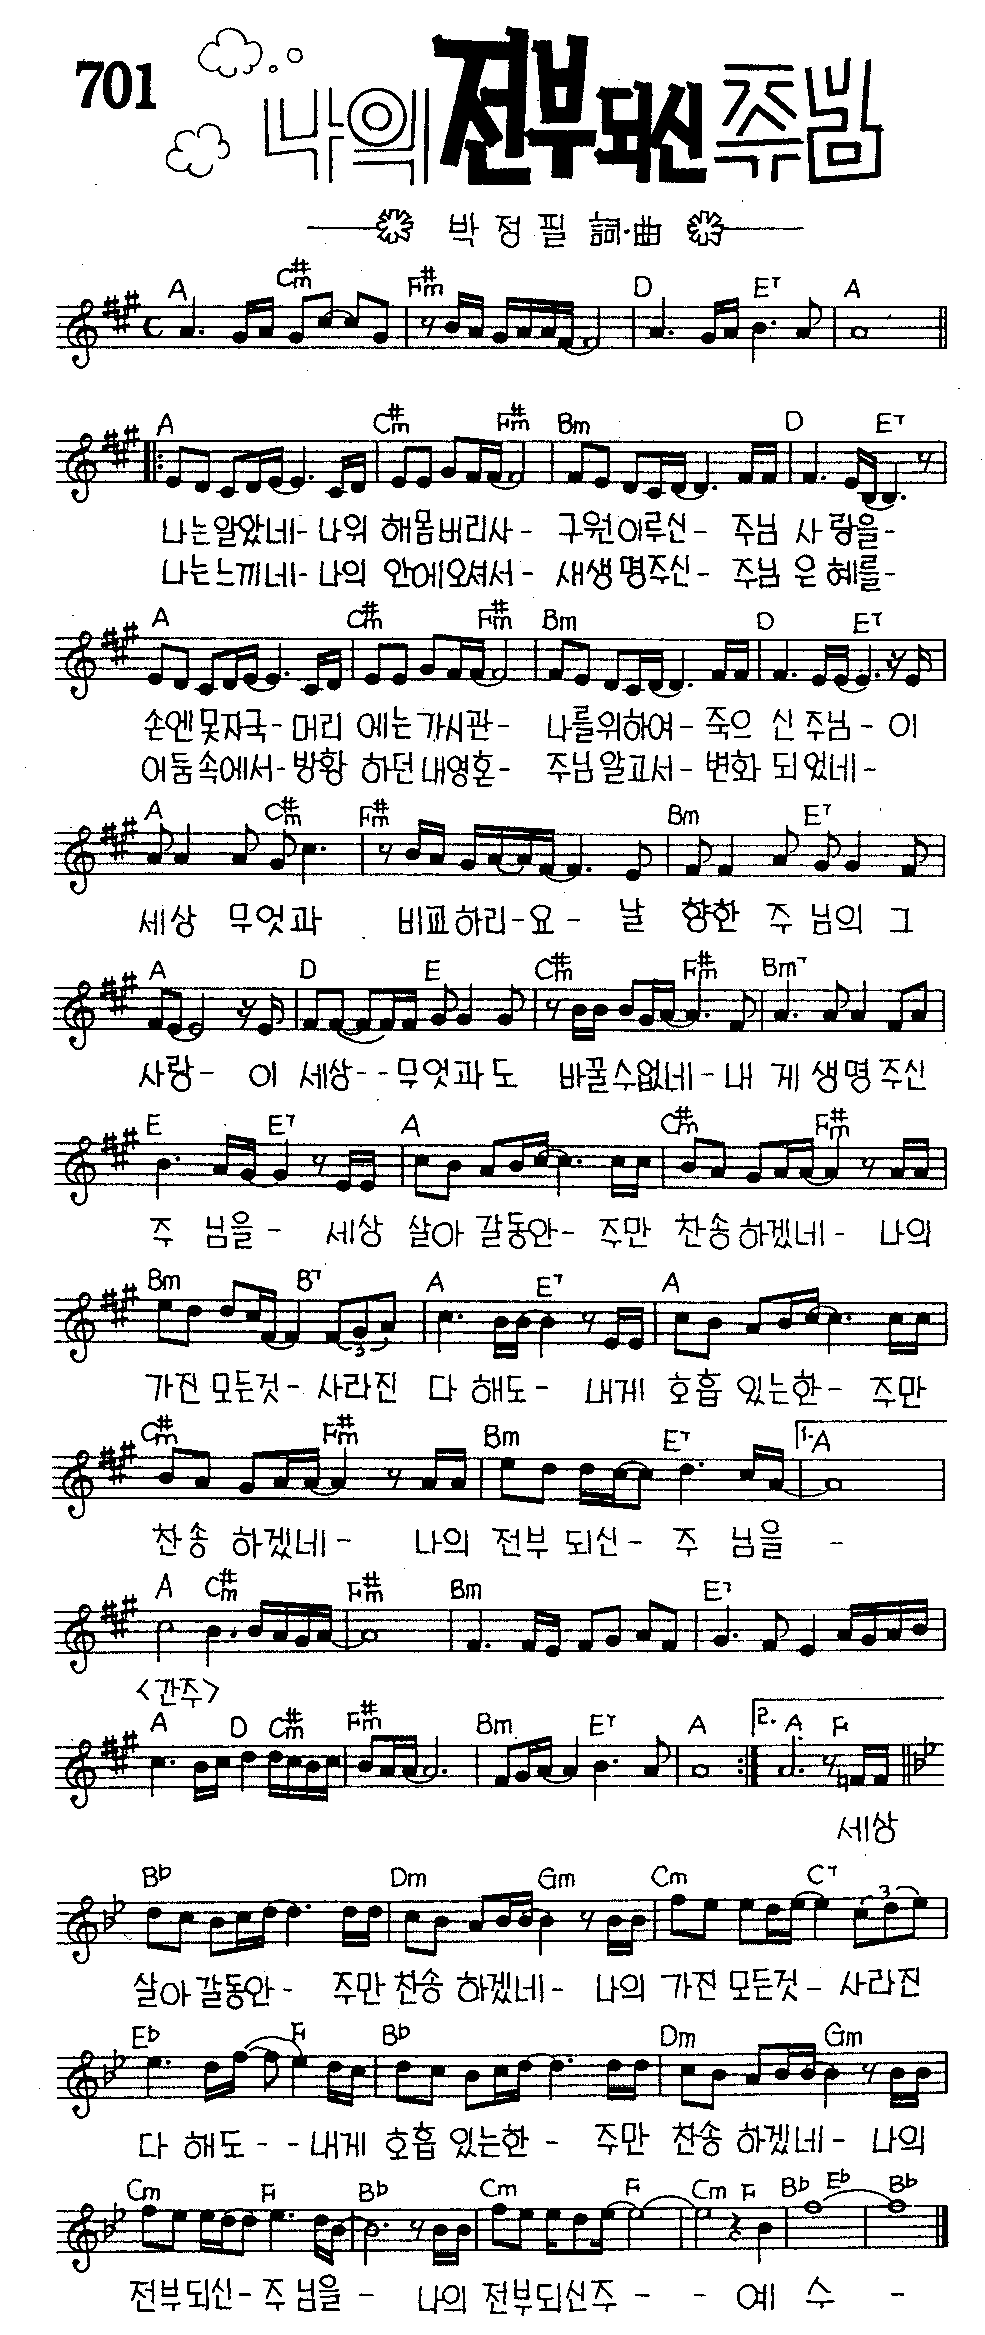 701
나의 전부되신 주님
박정필 詞·曲
A C#m F#m D E7 A
A C#m F#m Bm D E7
나는알았네- 나위 해몸버리사- 구원이루신- 주님 사랑을-
나는느끼네- 나의 안에오셔서- 새생명주신- 주님 은혜를-
A C#m F#m Bm D E7
손엔못자국- 머리에는가시관- 나를위하여- 죽으신주님-이
어둠속에서- 방황하던내영혼- 주님알고서- 변화되었네-
A C#m F#m Bm E7
세상 무엇과 비교하리-요- 날 향한 주님의 그
A D E C#m F#m Bm7
사랑- 이 세상--무엇과도 바꿀수없네-내게 생명주신
E E7 A C#m F#m
주님을- 세상 살아갈동안- 주만 찬송하겠네- 나의
Bm B7 A E7 A
가진모든것- 사라진다 해도- 내게 호흡있는한- 주만
C#m F#m Bm E7 1. A
찬송하겠네- 나의 전부되신- 주님을 -
A C#m F#m Bm E7
<간주>
A D C#m F#m Bm E7 A 2. A F
세상
Bb Dm Gm Cm C7 3
살아갈동안- 주만찬송하겠네- 나의 가진모든것- 사라진
Eb F Bb Dm Gm
다 해도--내게 호흡있는한- 주만 찬송하겠네- 나의
Cm F Bb Cm F Cm F Bb Eb Bb
전부되신-주님을- 나의 전부되신주- - 예수 -